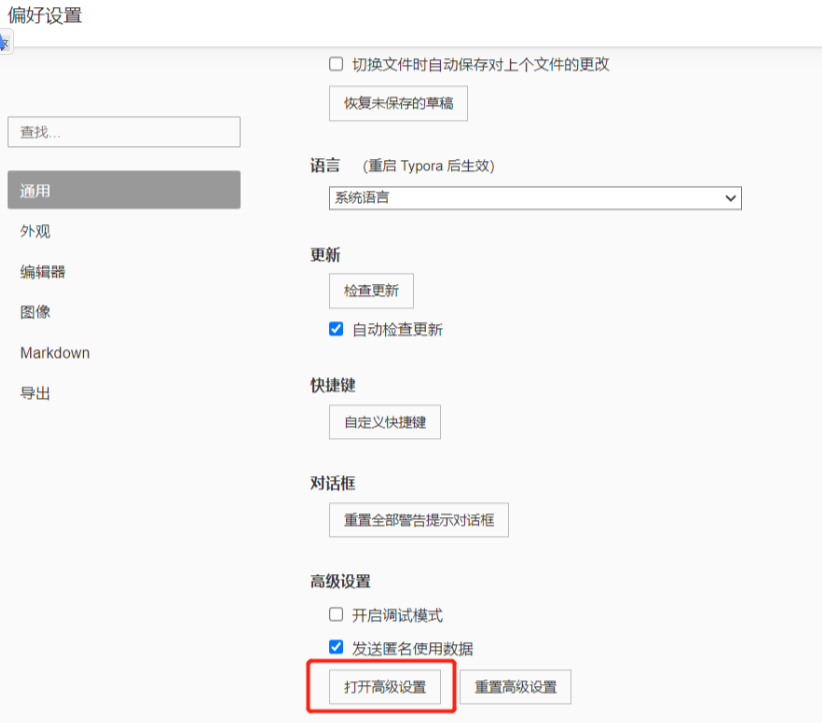 偏好设置
切换文件时自动保存对上个文件的更改
恢复未保存的草稿
查找...
语言 (重启 Typora 后生效)
通用
系统语言
外观
更新
编辑器
检查更新
图像
自动检查更新
Markdown
快捷键
导出
自定义快捷键
对话框
重置全部警告提示对话框
高级设置
开启调试模式
发送匿名使用数据
打开高级设置 重置高级设置